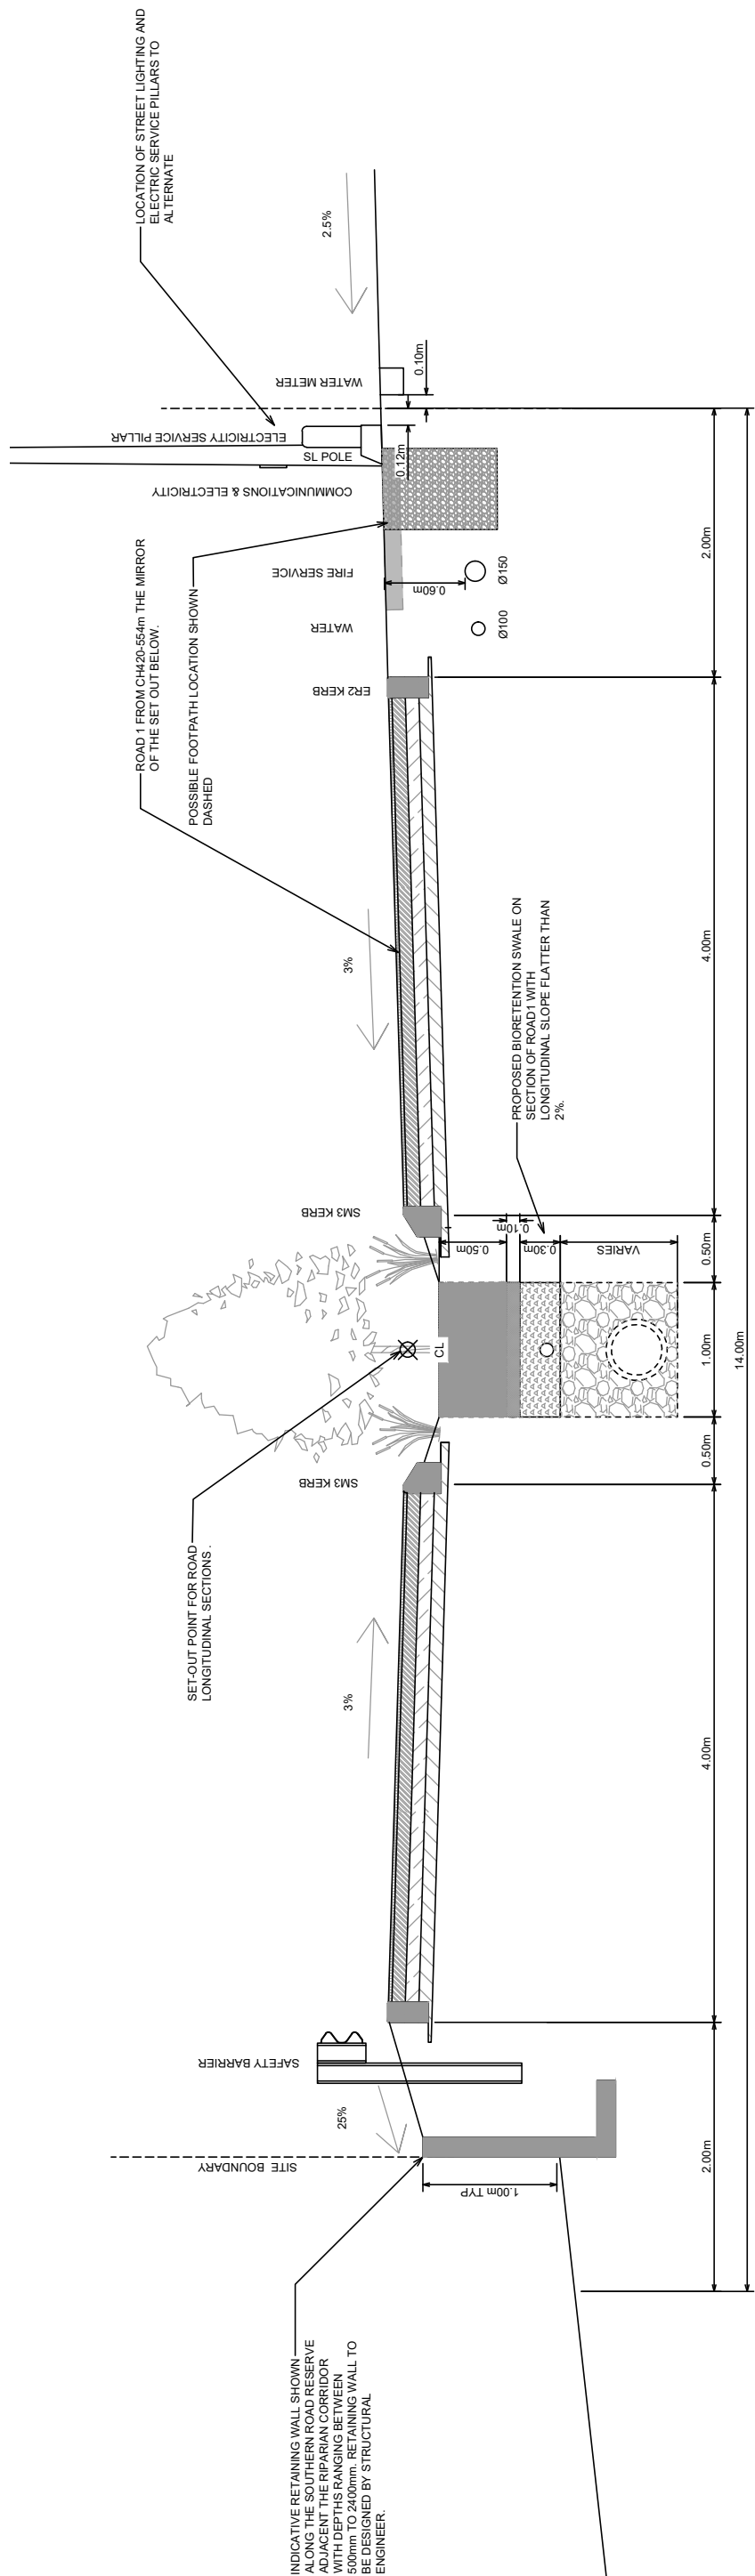 LOCATION OF STREET LIGHTING AND
ELECTRIC SERVICE PILLARS TO
ALTERNATE
2.5%
WATER METER
0.10m
ELECTRICITY SERVICE PILLAR
SL POLE
0.12m
COMMUNICATIONS & ELECTRICITY
ROAD 1 FROM CH420-554m THE MIRROR
OF THE SET OUT BELOW.
POSSIBLE FOOTPATH LOCATION SHOWN
DASHED
FIRE SERVICE
0.60m
Ø150
2.00m
WATER
Ø100
ER2 KERB
3%
4.00m
PROPOSED BIORETENTION SWALE ON
SECTION OF ROAD1 WITH
LONGITUDINAL SLOPE FLATTER THAN
2%.
SM3 KERB
0.50m
0.10m
0.30m
VARIES
0.50m
CL
1.00m
14.00m
0.50m
SM3 KERB
SET-OUT POINT FOR ROAD
LONGITUDINAL SECTIONS .
3%
4.00m
SAFETY BARRIER
25%
SITE BOUNDARY
1.00m TYP
2.00m
INDICATIVE RETAINING WALL SHOWN
ALONG THE SOUTHERN ROAD RESERVE
ADJACENT THE RIPARIAN CORRIDOR
WITH DEPTHS RANGING BETWEEN
500mm TO 2400mm. RETAINING WALL TO
BE DESIGNED BY STRUCTURAL
ENGINEER.